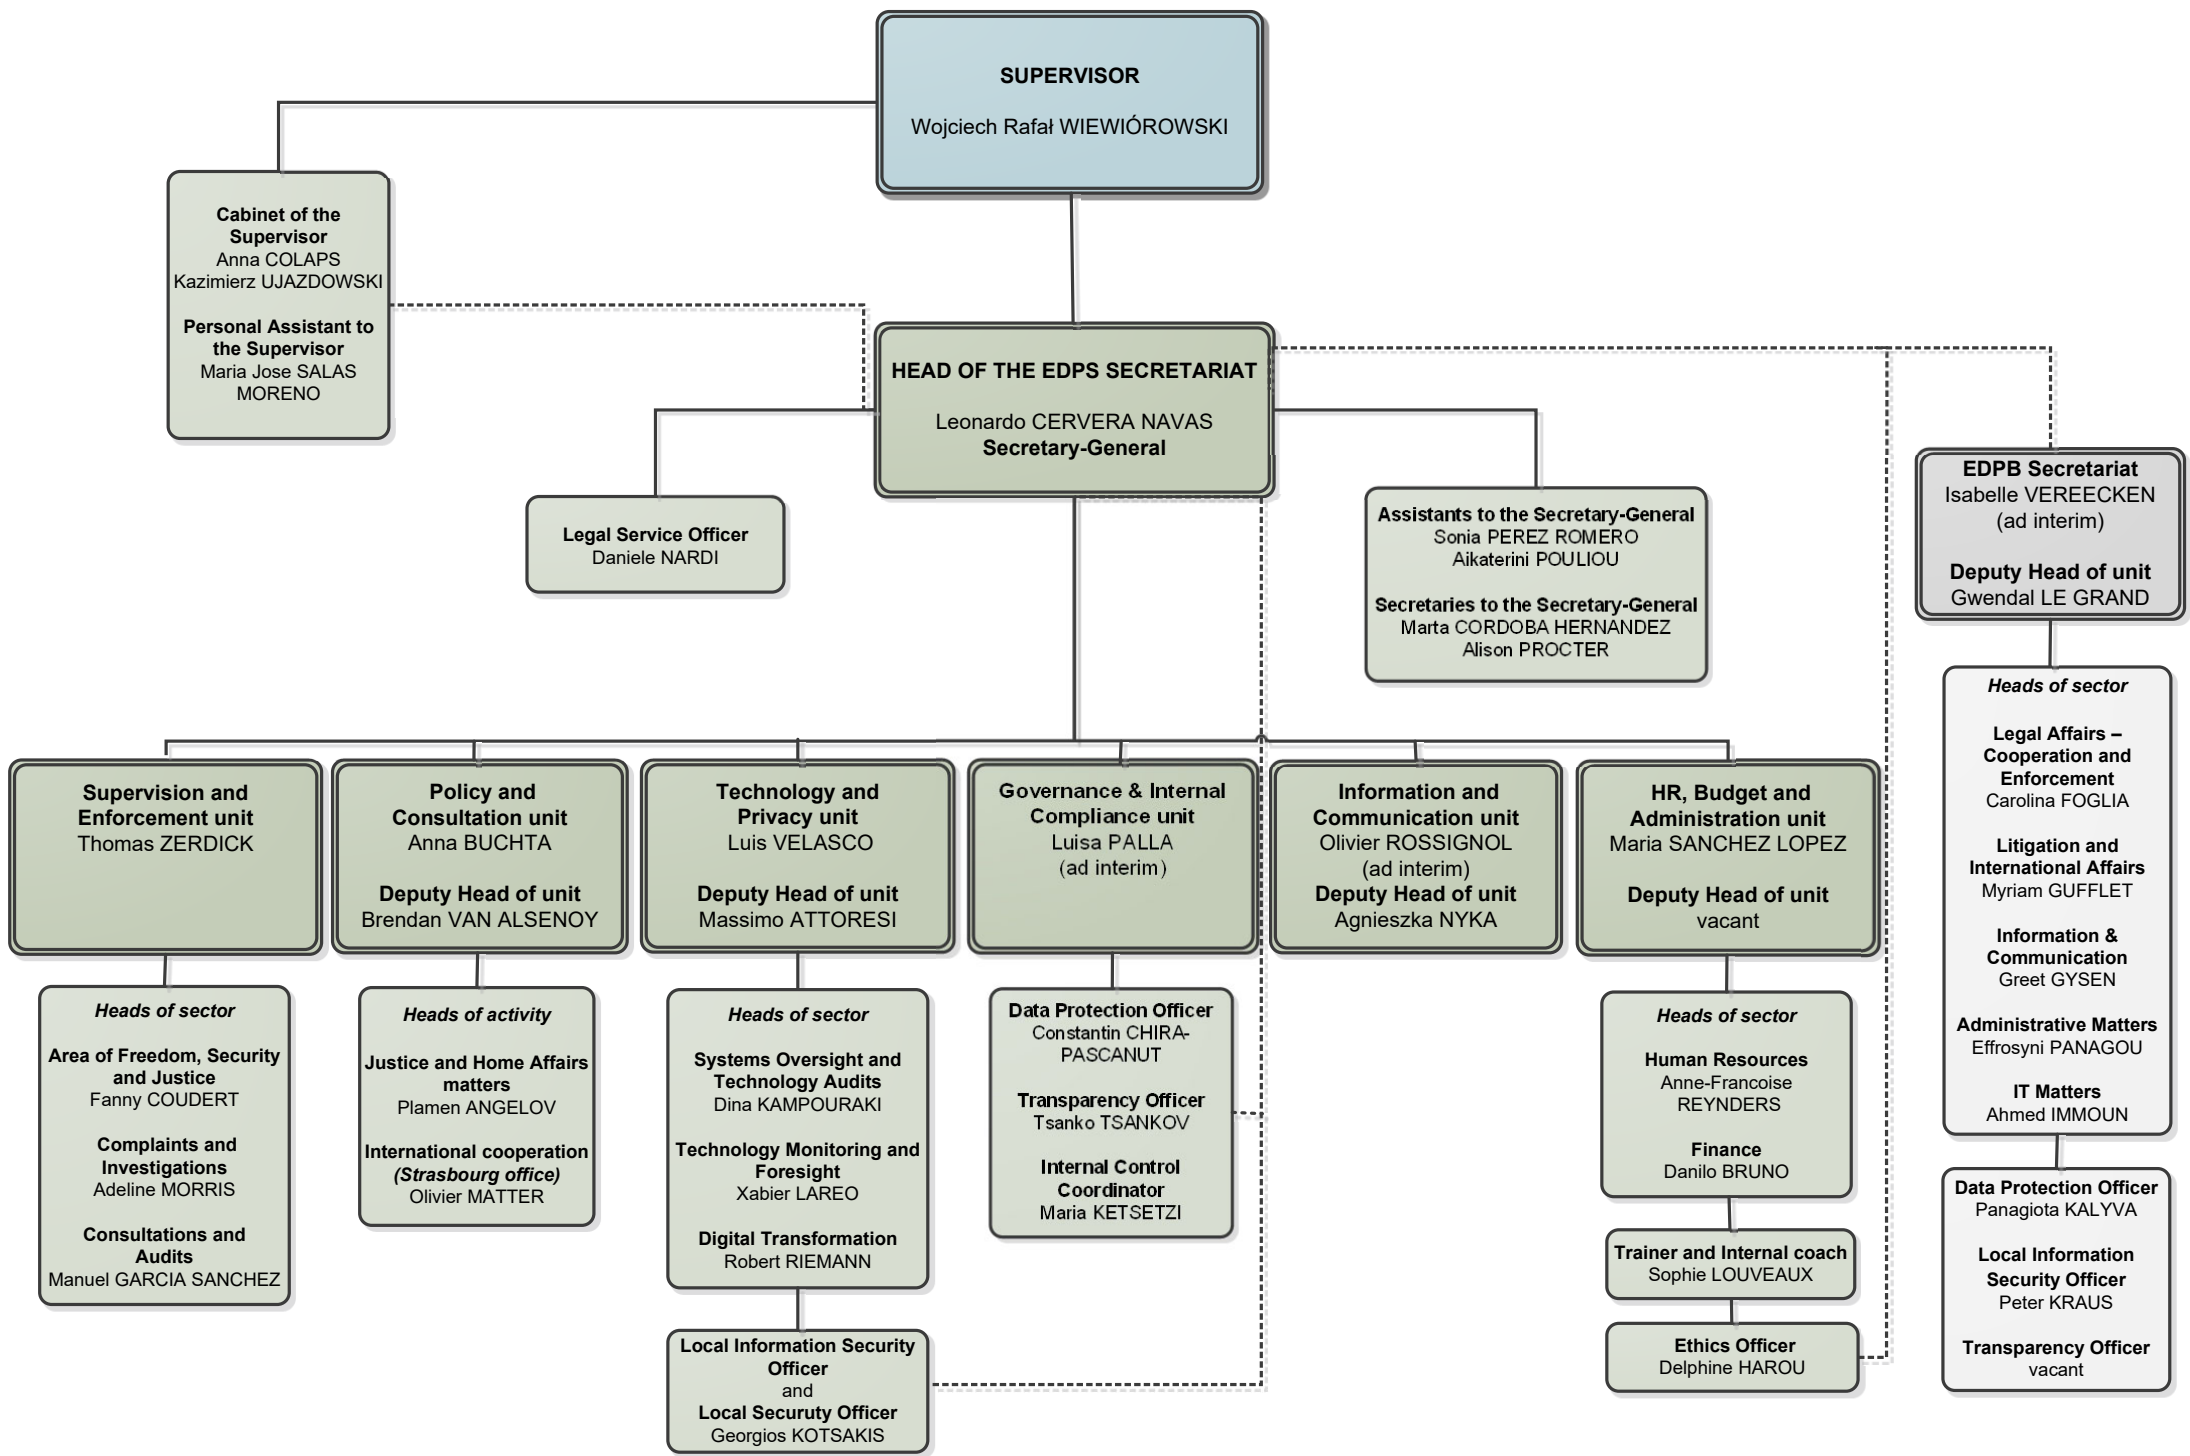 SUPERVISOR
Wojciech Rafał WIEWIÓROWSKI
Cabinet of the
Supervisor
Anna COLAPS
Kazimierz UJAZDOWSKI
Personal Assistant to
the Supervisor
Maria Jose SALAS
MORENO
HEAD OF THE EDPS SECRETARIAT
Leonardo CERVERA NAVAS
Secretary-General
Legal Service Officer
Daniele NARDI
Assistants to the Secretary-General
Sonia PEREZ ROMERO
Aikaterini POULIOU
Secretaries to the Secretary-General
Marta CORDOBA HERNANDEZ
Alison PROCTER
EDPB Secretariat
Isabelle VEREECKEN
(ad interim)
Deputy Head of unit
Gwendal LE GRAND
Supervision and
Enforcement unit
Thomas ZERDICK
Policy and
Consultation unit
Anna BUCHTA
Deputy Head of unit
Brendan VAN ALSENOY
Technology and
Privacy unit
Luis VELASCO
Deputy Head of unit
Massimo ATTORESI
Governance & Internal
Compliance unit
Luisa PALLA
(ad interim)
Information and
Communication unit
Olivier ROSSIGNOL
(ad interim)
Deputy Head of unit
Agnieszka NYKA
HR, Budget and
Administration unit
Maria SANCHEZ LOPEZ
Deputy Head of unit
vacant
Heads of sector
Area of Freedom, Security
and Justice
Fanny COUDERT
Complaints and
Investigations
Adeline MORRIS
Consultations and
Audits
Manuel GARCIA SANCHEZ
Heads of activity
Justice and Home Affairs
matters
Plamen ANGELOV
International cooperation
(Strasbourg office)
Olivier MATTER
Heads of sector
Systems Oversight and
Technology Audits
Dina KAMPOURAKI
Technology Monitoring and
Foresight
Xabier LAREO
Digital Transformation
Robert RIEMANN
Local Information Security
Officer
and
Local Securuty Officer
Georgios KOTSAKIS
Data Protection Officer
Constantin CHIRA-
PASCANUT
Transparency Officer
Tsanko TSANKOV
Internal Control
Coordinator
Maria KETSETZI
Heads of sector
Human Resources
Anne-Francoise
REYNDERS
Finance
Danilo BRUNO
Trainer and Internal coach
Sophie LOUVEAUX
Ethics Officer
Delphine HAROU
Heads of sector
Legal Affairs –
Cooperation and
Enforcement
Carolina FOGLIA
Litigation and
International Affairs
Myriam GUFFLET
Information &
Communication
Greet GYSEN
Administrative Matters
Effrosyni PANAGOU
IT Matters
Ahmed IMMOUN
Data Protection Officer
Panagiota KALYVA
Local Information
Security Officer
Peter KRAUS
Transparency Officer
vacant